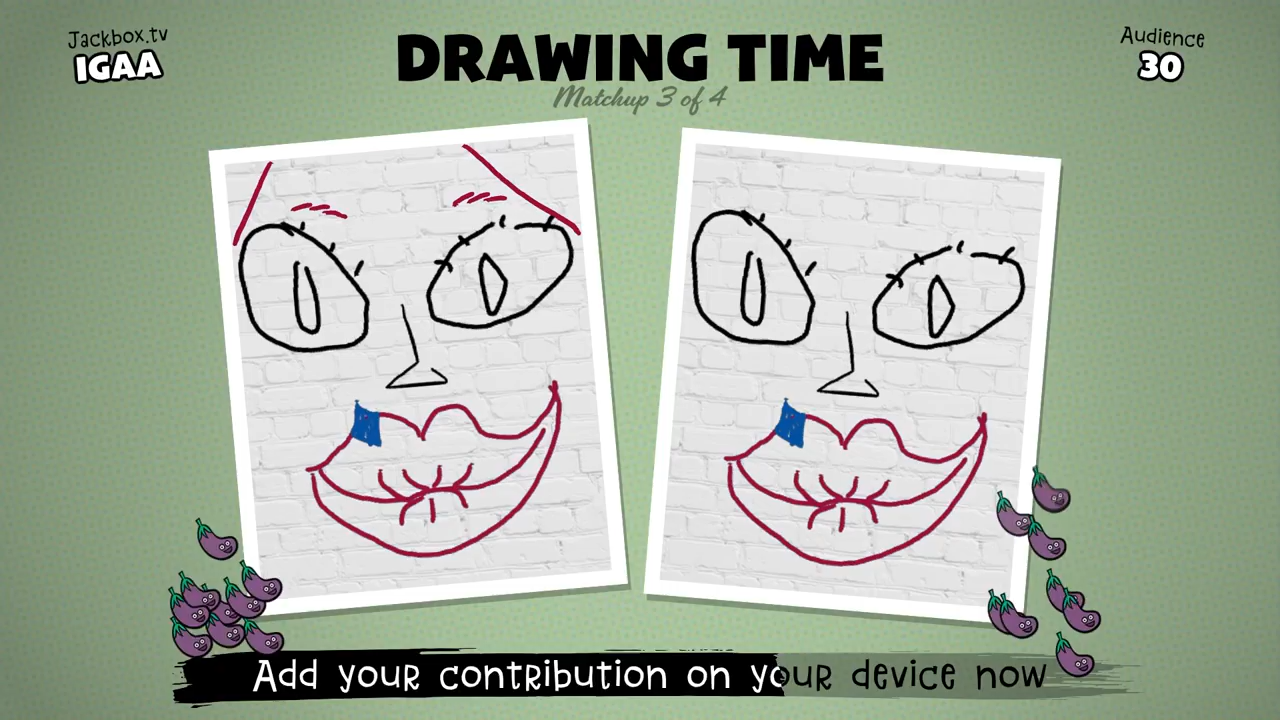 Jackbox.tv
IGAA
DRAWING TIME
Matchup 3 of 4
Audience
30
Add your contribution on your device now